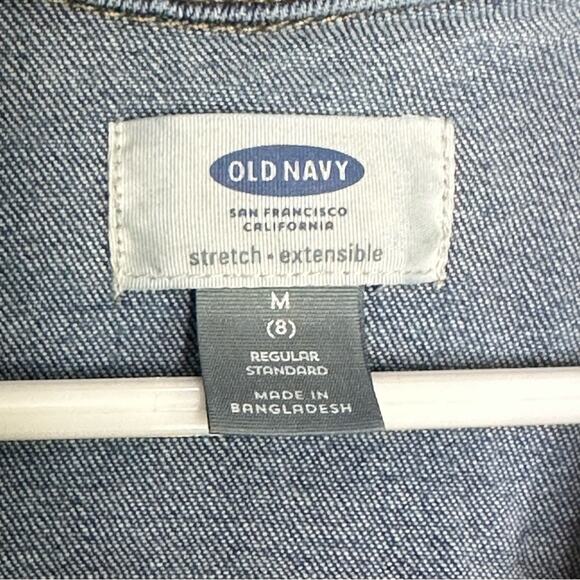 OLD NAVY
SAN FRANCISCO
CALIFORNIA
stretch • extensible
M
(8)
REGULAR
STANDARD
MADE IN
BANGLADESH